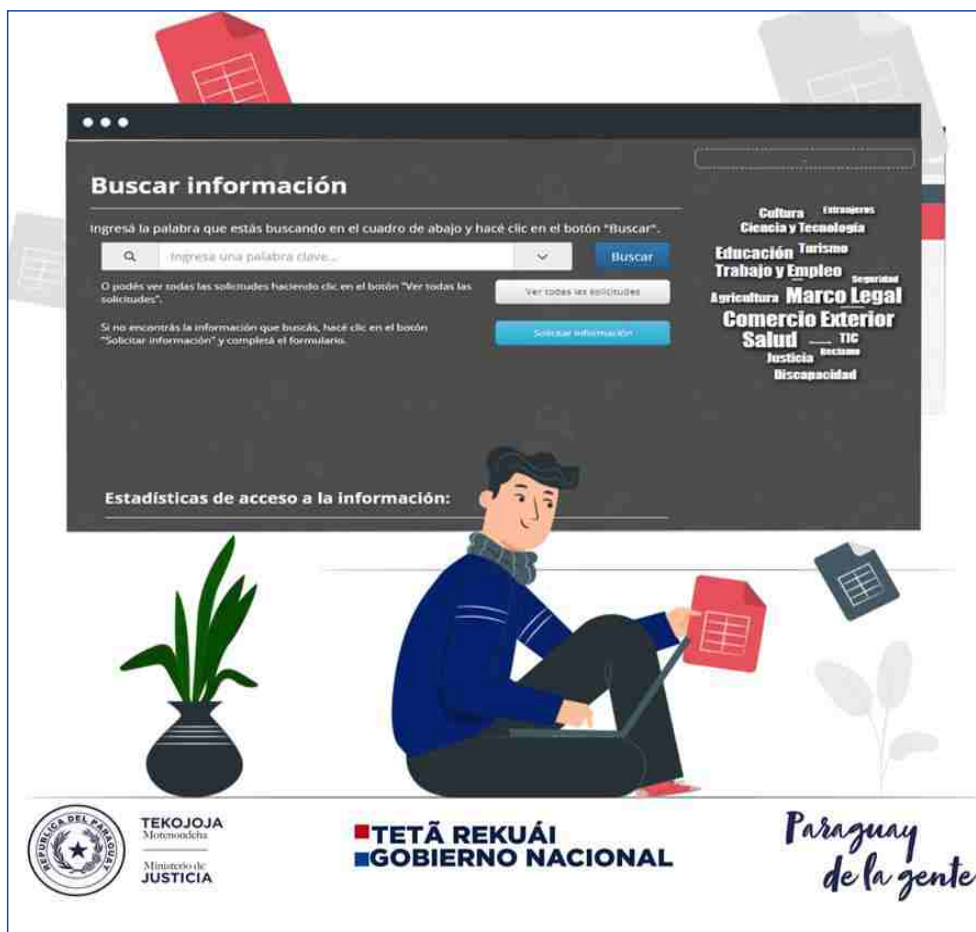 Buscar información
Ingresá la palabra que estás buscando en el cuadro de abajo y hacé clic en el botón "Buscar".
Ingresa una palabra clave...
Buscar
O podés ver todas las solicitudes haciendo clic en el botón "Ver todas las
solicitudes".
Ver todas las solicitudes
Si no encontrás la información que buscás, hacé clic en el botón
"Solicitar información" y completá el formulario.
Solicitar información
Cultura Extranjeros
Ciencia y Tecnología
Educación Turismo
Trabajo y Empleo
Seguridad
Agricultura Marco Legal
Comercio Exterior
Salud TIC
Justicia Reclamo
Discapacidad
Estadísticas de acceso a la información:
REPUBLICA DEL PARAGUAY
TEKOJOJA
Motenondeha
Ministerio de
JUSTICIA
TETÃ REKUÁI
GOBIERNO NACIONAL
Paraguay
de la gente